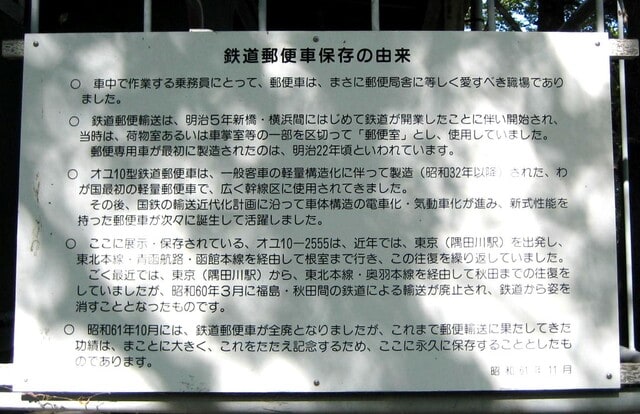 鉄道郵便車保存の由来
○ 車中で作業する乗務員にとって、郵便車は、まさに郵便局舎に等しく愛すべき職場であり
ました。
○ 鉄道郵便輸送は、明治5年新橋・横浜間にはじめて鉄道が開業したことに伴い開始され、
当時は、荷物室あるいは車掌室等の一部を区切って「郵便室」とし、使用していました。
郵便専用車が最初に製造されたのは、明治22年頃といわれています。
○ オユ10型鉄道郵便車は、一般客車の軽量構造化に伴って製造(昭和32年以降)された、わ
が国最初の軽量郵便車で、広く幹線区に使用されてきました。
その後、国鉄の輸送近代化計画に沿って車体構造の電車化・気動車化が進み、新式性能を
持った郵便車が次々に誕生して活躍しました。
○ ここに展示・保存されている、オユ10―2555は、近年では、東京(隅田川駅)を出発し、
東北本線・青函航路・函館本線を経由して根室まで行き、この往復を繰り返していました。
ごく最近では、東京(隅田川駅)から、東北本線・奥羽本線を経由して秋田までの往復を
していましたが、昭和60年3月に福島・秋田間の鉄道による輸送が廃止され、鉄道から姿を
消すこととなったものです。
○ 昭和61年10月には、鉄道郵便車が全廃となりましたが、これまで郵便輸送に果たしてきた
功績は、まことに大きく、これをたたえ記念するため、ここに永久に保存することとしたも
のであります。
昭和61年11月